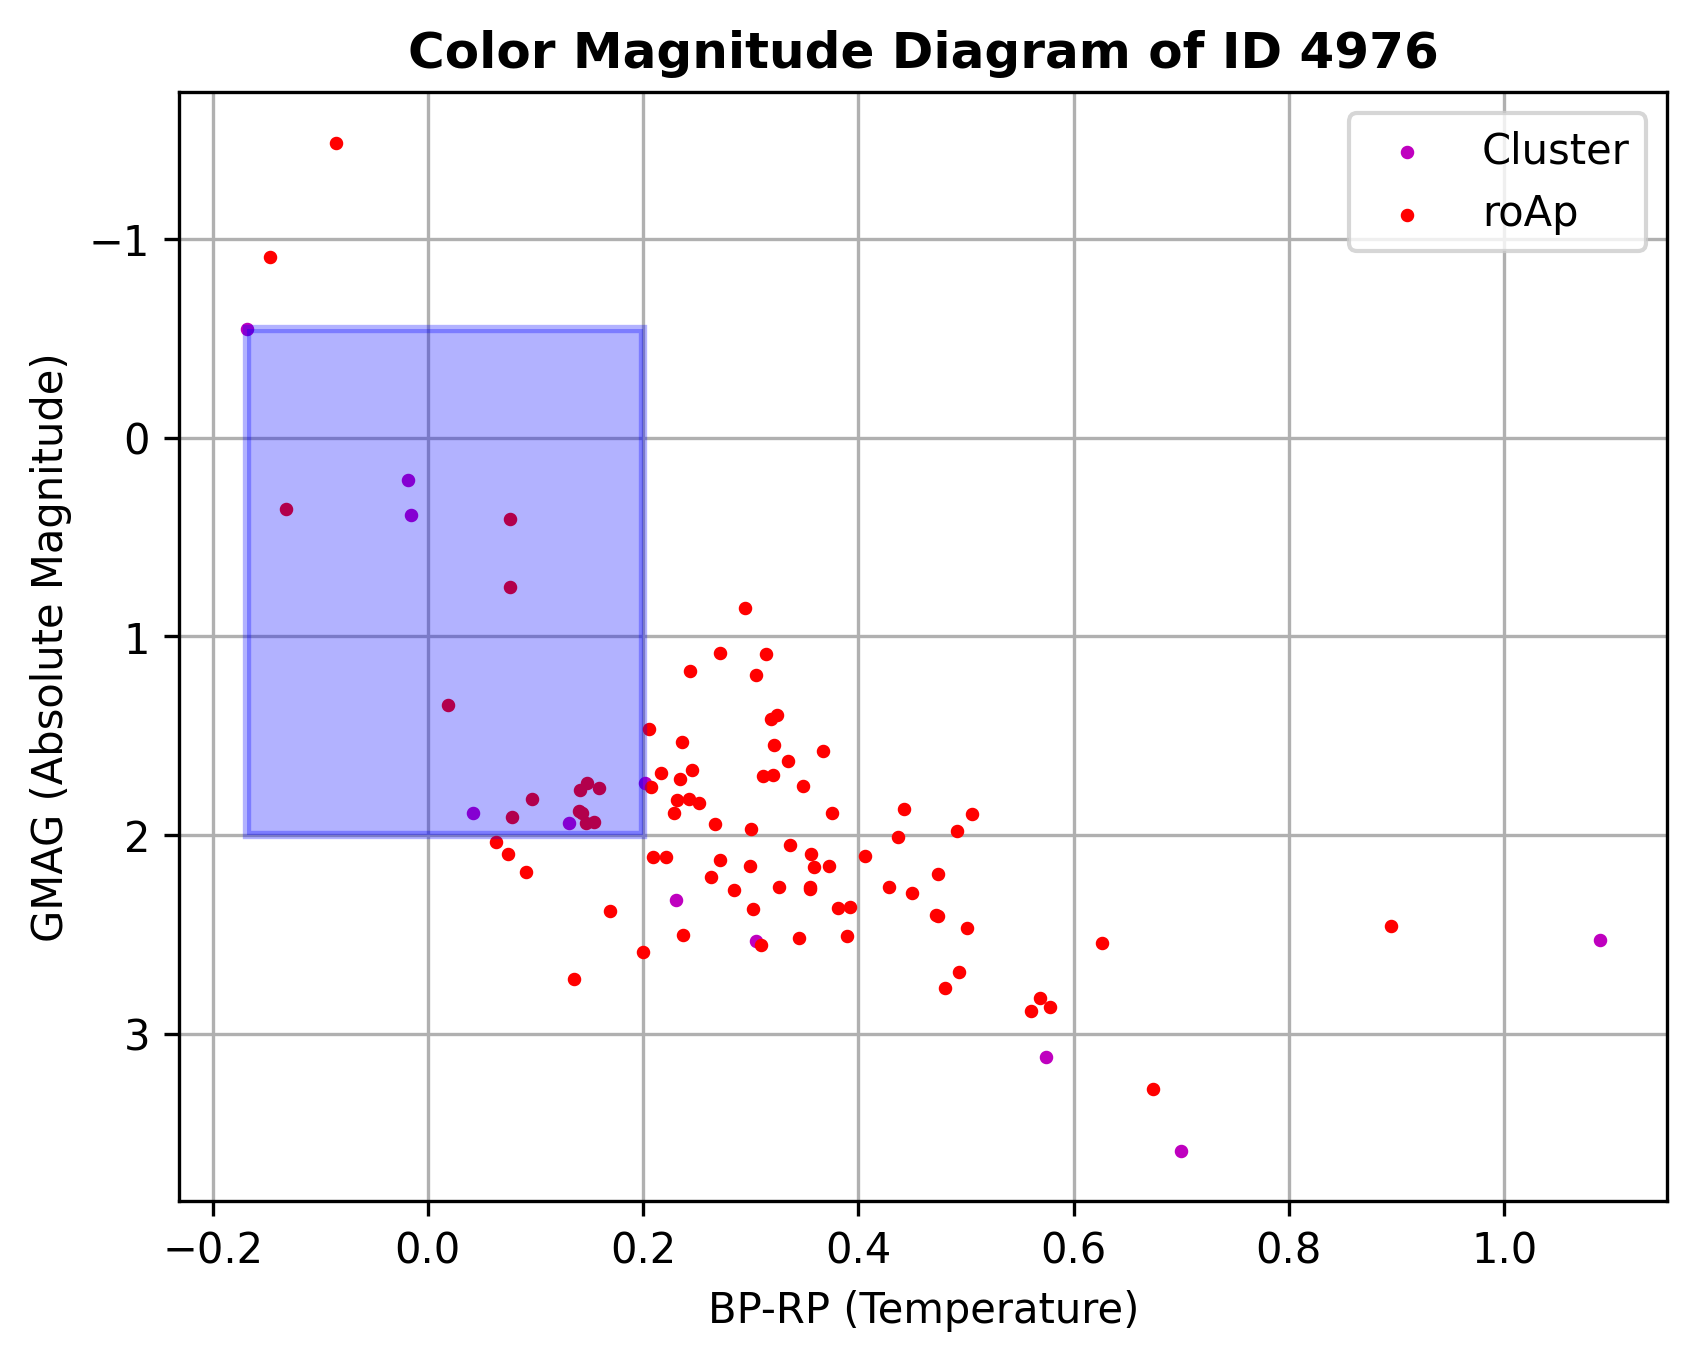 Color Magnitude Diagram of ID 4976
Cluster
roAp
GMAG (Absolute Magnitude)
−1
0
1
2
3
−0.2 0.0 0.2 0.4 0.6 0.8 1.0
BP-RP (Temperature)